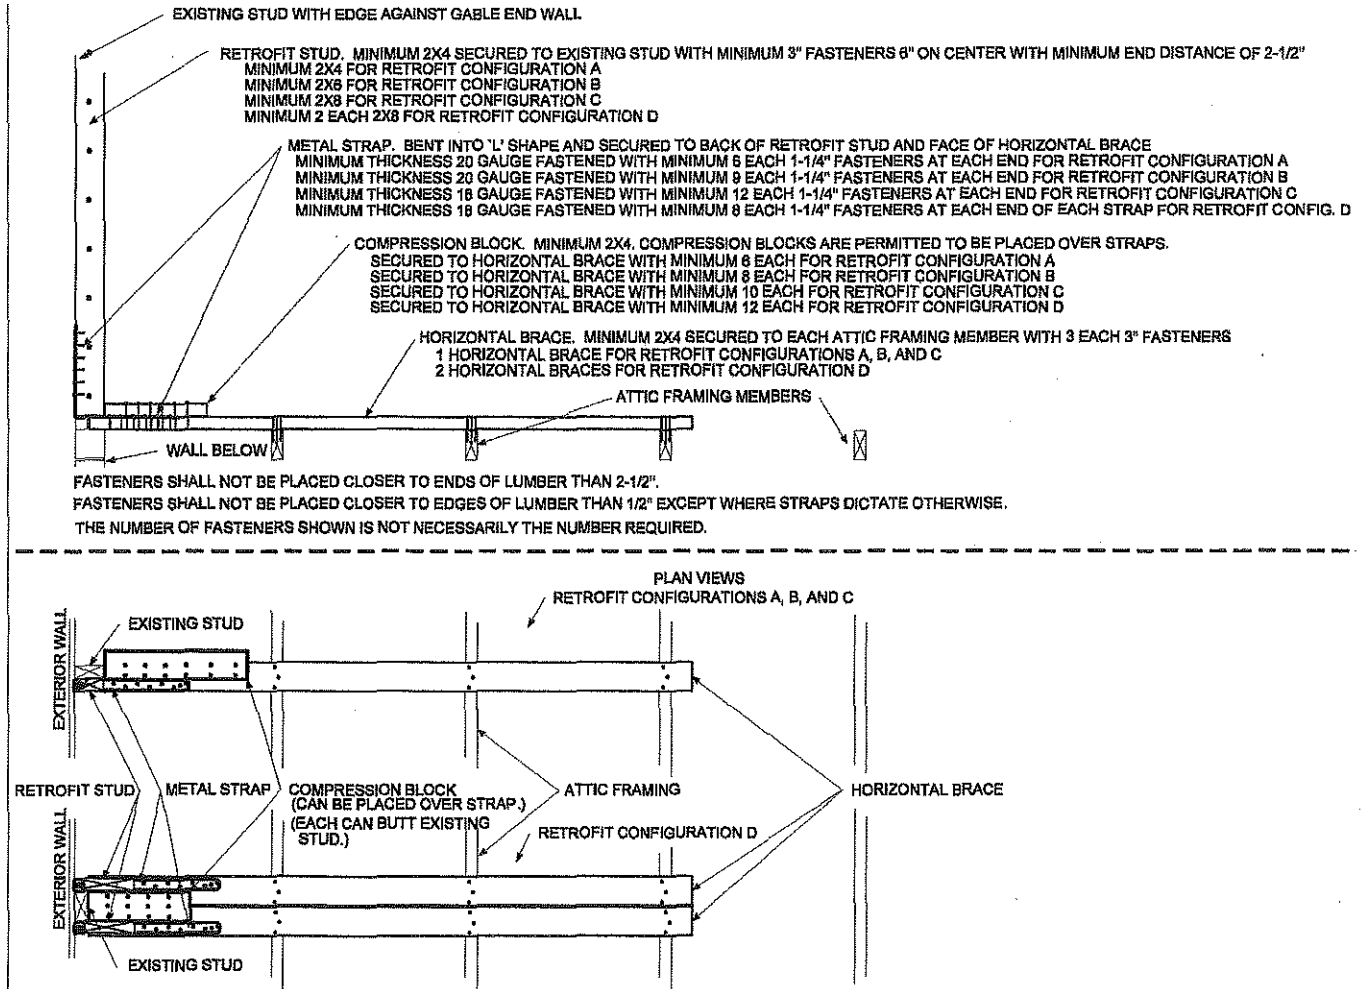 EXISTING STUD WITH EDGE AGAINST GABLE END WALL
RETROFIT STUD. MINIMUM 2X4 SECURED TO EXISTING STUD WITH MINIMUM 3" FASTENERS 6" ON CENTER WITH MINIMUM END DISTANCE OF 2-1/2"
MINIMUM 2X4 FOR RETROFIT CONFIGURATION A
MINIMUM 2X6 FOR RETROFIT CONFIGURATION B
MINIMUM 2X8 FOR RETROFIT CONFIGURATION C
MINIMUM 2 EACH 2X8 FOR RETROFIT CONFIGURATION D
METAL STRAP. BENT INTO 'L' SHAPE AND SECURED TO BACK OF RETROFIT STUD AND FACE OF HORIZONTAL BRACE
MINIMUM THICKNESS 20 GAUGE FASTENED WITH MINIMUM 6 EACH 1-1/4" FASTENERS AT EACH END FOR RETROFIT CONFIGURATION A
MINIMUM THICKNESS 20 GAUGE FASTENED WITH MINIMUM 9 EACH 1-1/4" FASTENERS AT EACH END FOR RETROFIT CONFIGURATION B
MINIMUM THICKNESS 18 GAUGE FASTENED WITH MINIMUM 12 EACH 1-1/4" FASTENERS AT EACH END FOR RETROFIT CONFIGURATION C
MINIMUM THICKNESS 18 GAUGE FASTENED WITH MINIMUM 8 EACH 1-1/4" FASTENERS AT EACH END OF EACH STRAP FOR RETROFIT CONFIG. D
COMPRESSION BLOCK. MINIMUM 2X4. COMPRESSION BLOCKS ARE PERMITTED TO BE PLACED OVER STRAPS.
SECURED TO HORIZONTAL BRACE WITH MINIMUM 6 EACH FOR RETROFIT CONFIGURATION A
SECURED TO HORIZONTAL BRACE WITH MINIMUM 8 EACH FOR RETROFIT CONFIGURATION B
SECURED TO HORIZONTAL BRACE WITH MINIMUM 10 EACH FOR RETROFIT CONFIGURATION C
SECURED TO HORIZONTAL BRACE WITH MINIMUM 12 EACH FOR RETROFIT CONFIGURATION D
HORIZONTAL BRACE. MINIMUM 2X4 SECURED TO EACH ATTIC FRAMING MEMBER WITH 3 EACH 3" FASTENERS
1 HORIZONTAL BRACE FOR RETROFIT CONFIGURATIONS A, B, AND C
2 HORIZONTAL BRACES FOR RETROFIT CONFIGURATION D
ATTIC FRAMING MEMBERS
WALL BELOW
FASTENERS SHALL NOT BE PLACED CLOSER TO ENDS OF LUMBER THAN 2-1/2".
FASTENERS SHALL NOT BE PLACED CLOSER TO EDGES OF LUMBER THAN 1/2" EXCEPT WHERE STRAPS DICTATE OTHERWISE.
THE NUMBER OF FASTENERS SHOWN IS NOT NECESSARILY THE NUMBER REQUIRED.
PLAN VIEWS
RETROFIT CONFIGURATIONS A, B, AND C
EXISTING STUD
EXTERIOR WALL
RETROFIT STUD
METAL STRAP
COMPRESSION BLOCK
(CAN BE PLACED OVER STRAP.)
(EACH CAN BUTT EXISTING
STUD.)
ATTIC FRAMING
HORIZONTAL BRACE
RETROFIT CONFIGURATION D
EXTERIOR WALL
EXISTING STUD